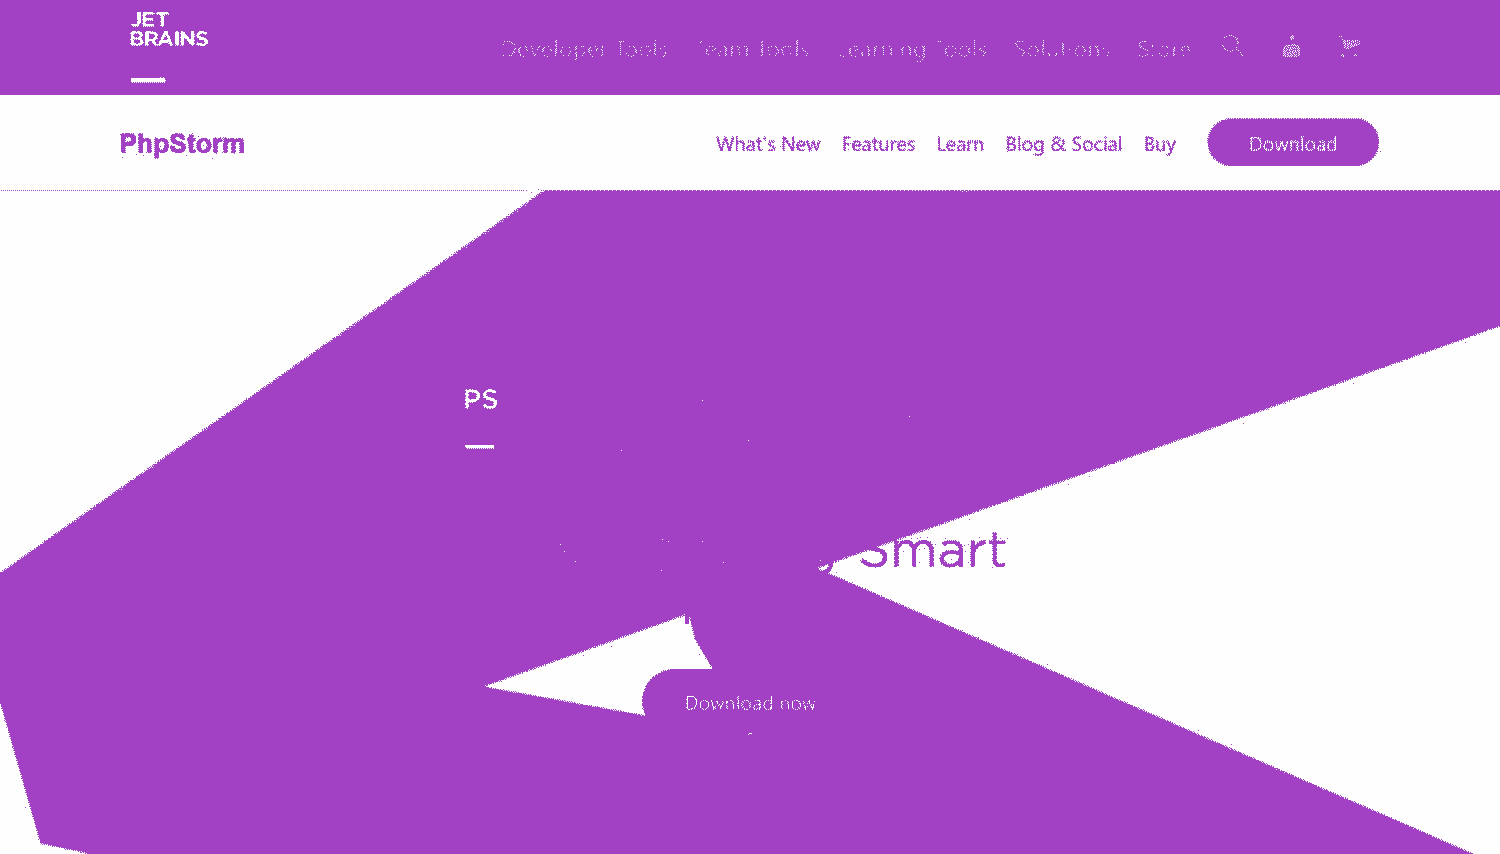 JET
BRAINS
Developer Tools Team Tools Learning Tools Solutions Store
PhpStorm
What's New Features Learn Blog & Social Buy Download
PS
Smart
Download now